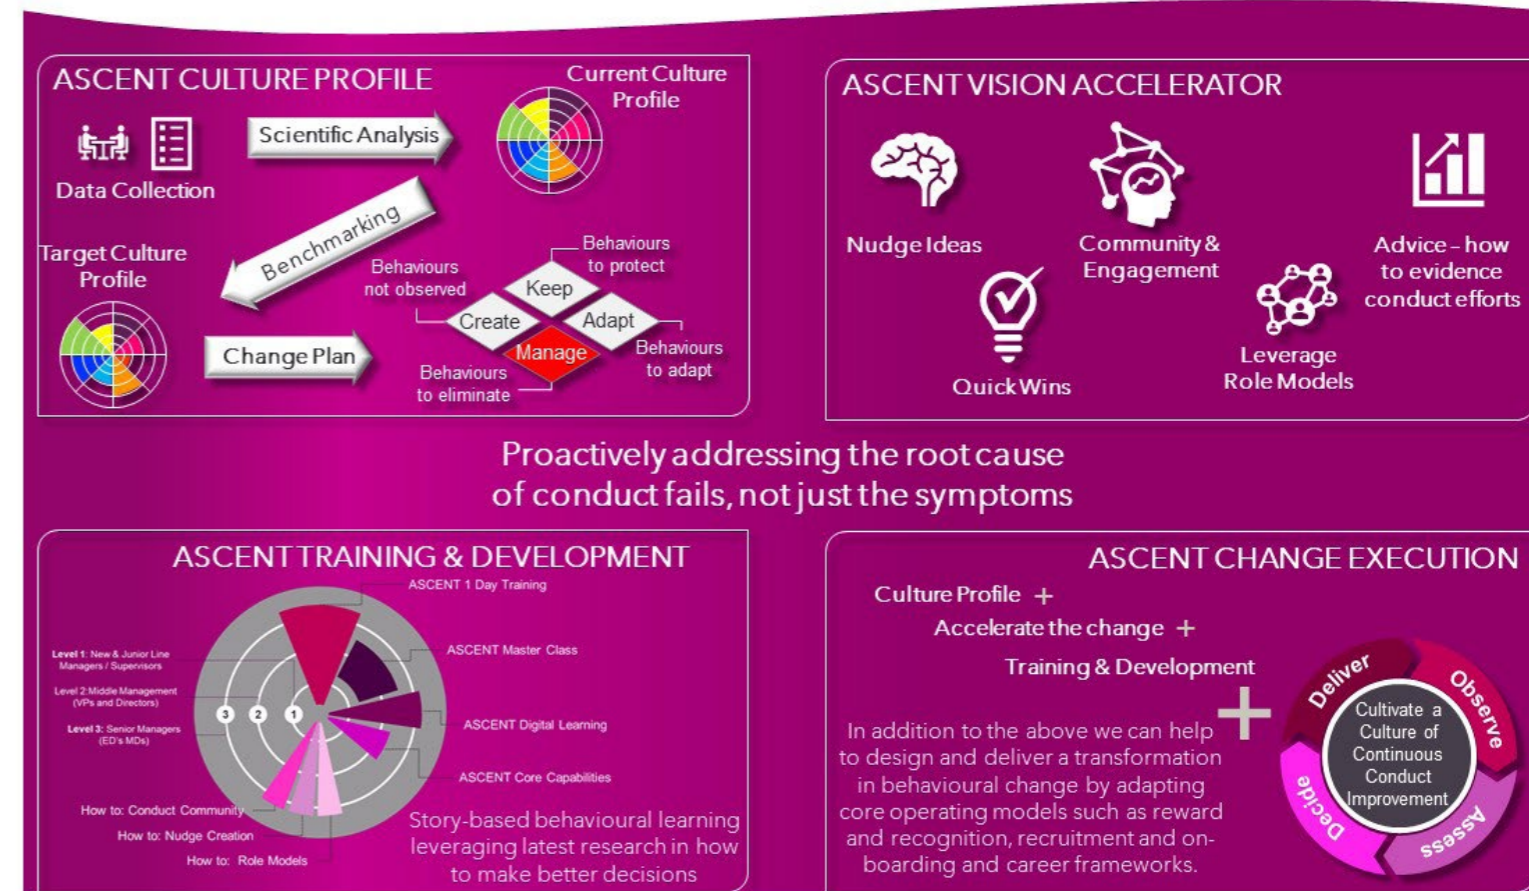 ASCENT CULTURE PROFILE
Data Collection
Scientific Analysis
Current Culture
Profile
Benchmarking
Target Culture
Profile
Change Plan
Behaviours
not observed
Behaviours
to protect
Keep
Create
Adapt
Manage
Behaviours
to eliminate
Behaviours
to adapt
ASCENT VISION ACCELERATOR
Nudge Ideas
Quick Wins
Community &
Engagement
Leverage
Role Models
Advice – how
to evidence
conduct efforts
Proactively addressing the root cause
of conduct fails, not just the symptoms
ASCENT TRAINING & DEVELOPMENT
ASCENT 1 Day Training
ASCENT Master Class
ASCENT Digital Learning
ASCENT Core Capabilities
Level 1: New & Junior Line
Managers / Supervisors
Level 2: Middle Management
(VPs and Directors)
Level 3: Senior Managers
(ED's MDs)
3 2 1
How to: Conduct Community
How to: Nudge Creation
How to: Role Models
Story-based behavioural learning
leveraging latest research in how
to make better decisions
ASCENT CHANGE EXECUTION
Culture Profile +
Accelerate the change +
Training & Development
+
In addition to the above we can help
to design and deliver a transformation
in behavioural change by adapting
core operating models such as reward
and recognition, recruitment and on-
boarding and career frameworks.
Deliver
Observe
Assess
Decide
Cultivate a
Culture of
Continuous
Conduct
Improvement